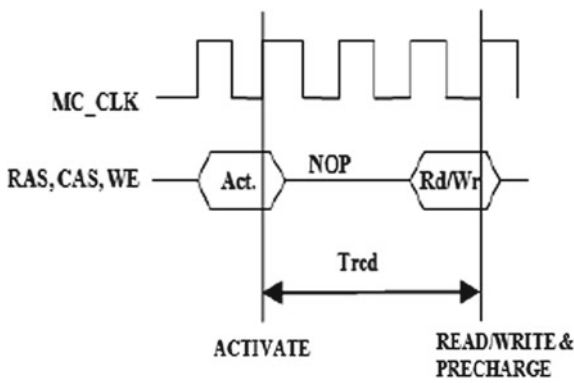 MC_CLK
RAS, CAS, WE
Act.
NOP
Rd/Wr
Trcd
ACTIVATE
READ/WRITE &
PRECHARGE